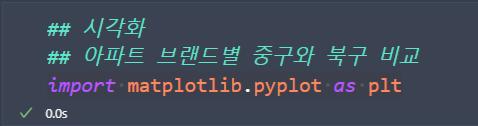 ## 시각화
## 아파트 브랜드별 중구와 북구 비교
import matplotlib.pyplot as plt
0.0s